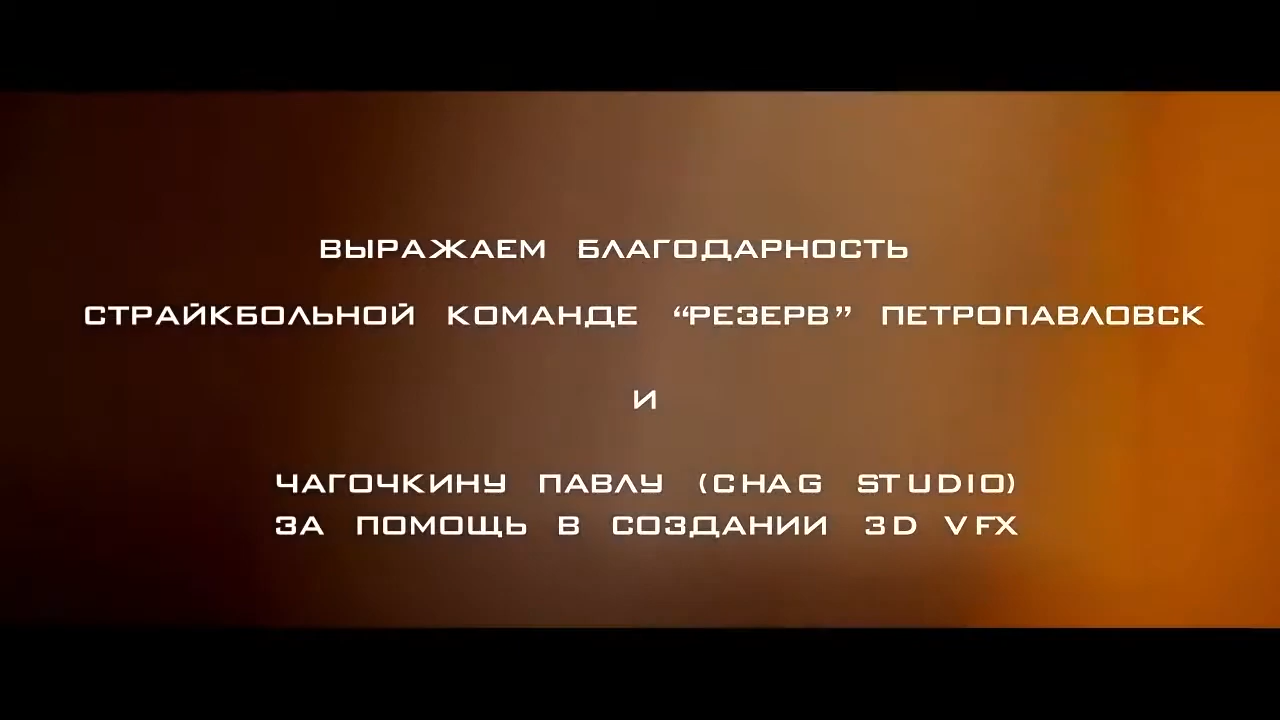 ВЫРАЖАЕМ БЛАГОДАРНОСТЬ
СТРАЙКБОЛЬНОЙ КОМАНДЕ “РЕЗЕРВ” ПЕТРОПАВЛОВСК
И
ЧАГОЧКИНУ ПАВЛУ (CHAG STUDIO)
ЗА ПОМОЩЬ В СОЗДАНИИ 3D VFX